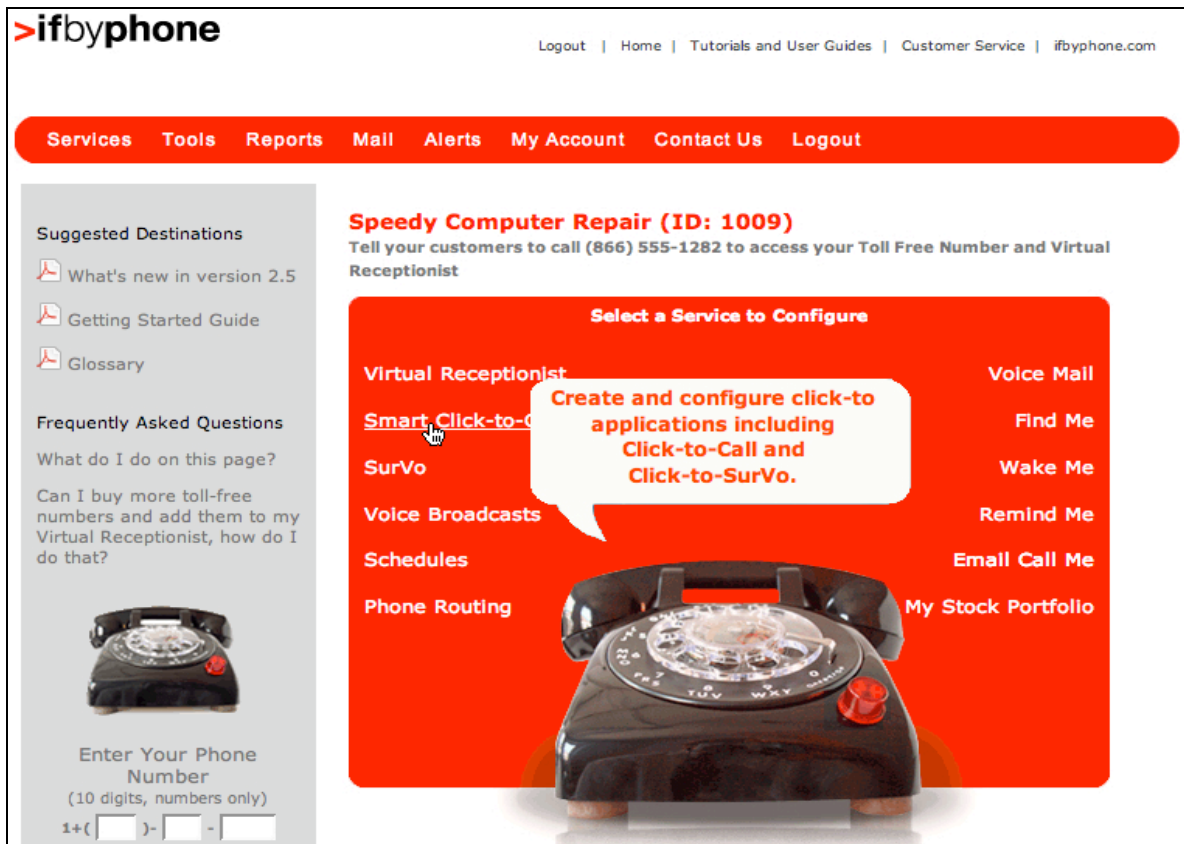 >ifbyphone
Logout | Home | Tutorials and User Guides | Customer Service | ifbyphone.com
Services Tools Reports Mail Alerts My Account Contact Us Logout
Suggested Destinations
What's new in version 2.5
Getting Started Guide
Glossary
Frequently Asked Questions
What do I do on this page?
Can I buy more toll-free
numbers and add them to my
Virtual Receptionist, how do I
do that?
Enter Your Phone
Number
(10 digits, numbers only)
1+( )- -
Speedy Computer Repair (ID: 1009)
Tell your customers to call (866) 555-1282 to access your Toll Free Number and Virtual
Receptionist
Select a Service to Configure
Virtual Receptionist
Smart Click-to-
SurVo
Voice Broadcasts
Schedules
Phone Routing
Create and configure click-to
applications including
Click-to-Call and
Click-to-SurVo.
Voice Mail
Find Me
Wake Me
Remind Me
Email Call Me
My Stock Portfolio
TUV
WXY